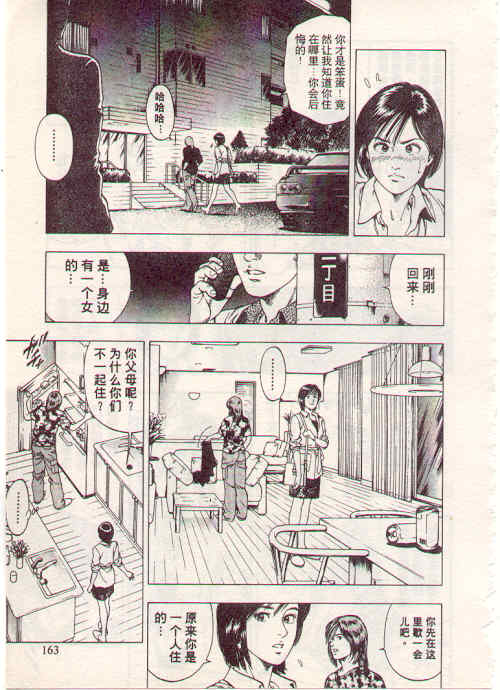 你才是笨蛋！竟
然让我知道你住
在哪里…你会后
悔的！
哈哈哈…
………
刚刚
回来…
一丁目
是…身边
有一个女
的…
………
你父母呢？
为什么你们
不一起住？
………
你先在这
里歇一会
儿吧。
原来你是
一个人住
的…
163